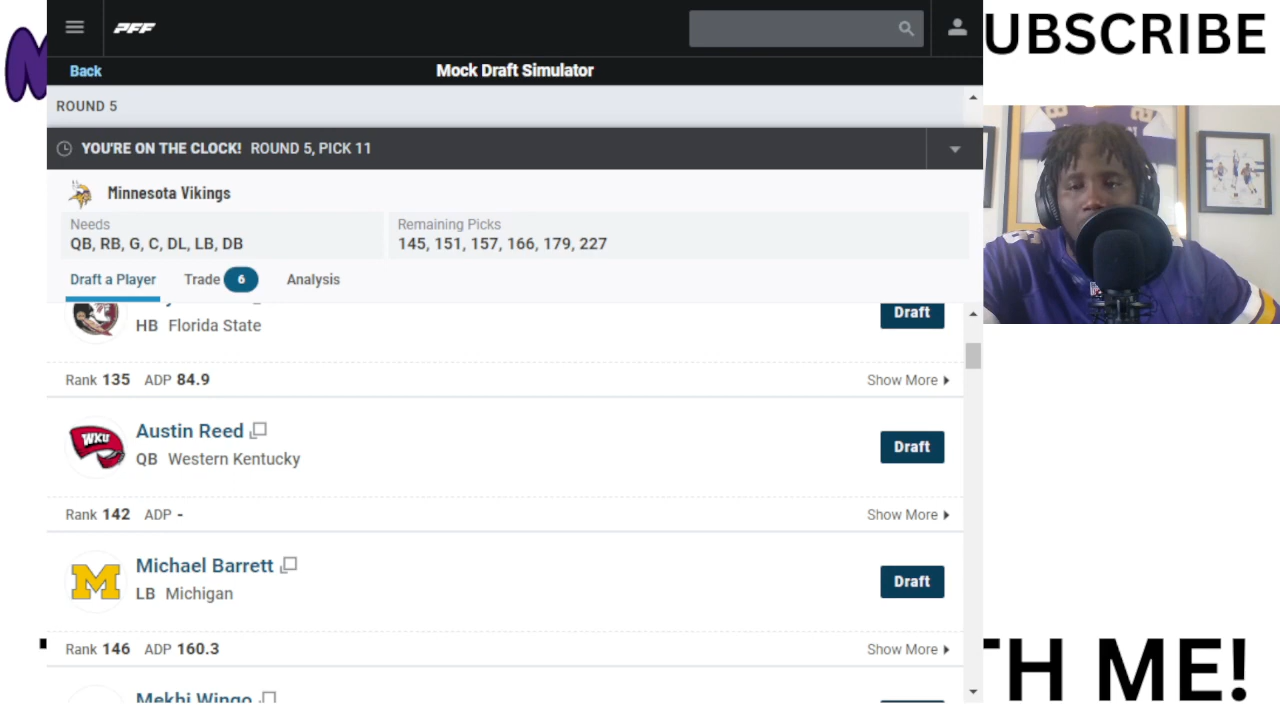 UBSCRIBE
PFF
Back
Mock Draft Simulator
ROUND 5
YOU'RE ON THE CLOCK! ROUND 5, PICK 11
Minnesota Vikings
Needs
QB, RB, G, C, DL, LB, DB
Remaining Picks
145, 151, 157, 166, 179, 227
Draft a Player
Trade 6
Analysis
HB Florida State
Draft
Rank 135 ADP 84.9
Show More
WKU
Austin Reed
QB Western Kentucky
Draft
Rank 142 ADP -
Show More
M
Michael Barrett
LB Michigan
Draft
Rank 146 ADP 160.3
Show More
Mekhi Wingo
TH ME!